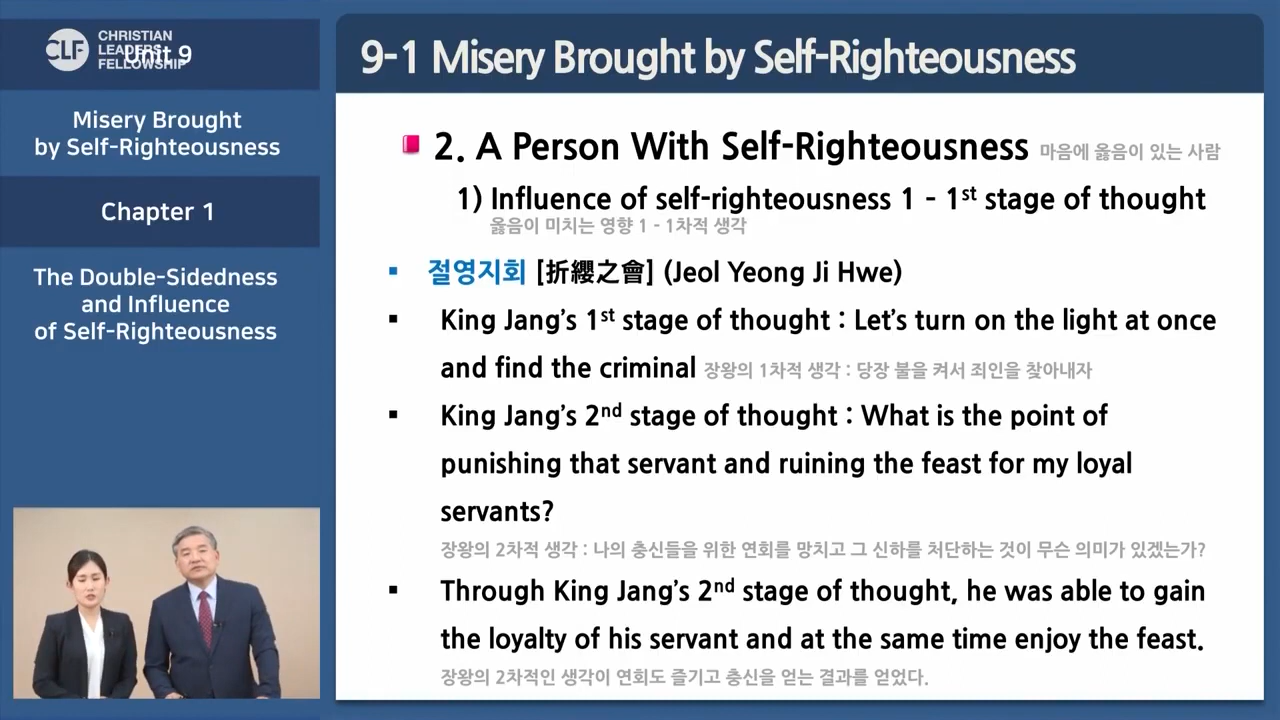 CLF
CHRISTIAN
LEADERS
FELLOWSHIP
Unit 9
Misery Brought
by Self-Righteousness
Chapter 1
The Double-Sidedness
and Influence
of Self-Righteousness
9-1 Misery Brought by Self-Righteousness
2. A Person With Self-Righteousness 마음에 옳음이 있는 사람
1) Influence of self-righteousness 1 - 1st stage of thought
옳음이 미치는 영향 1 - 1차적 생각
▪ 절영지회 [折纓之會] (Jeol Yeong Ji Hwe)
▪ King Jang's 1st stage of thought : Let's turn on the light at once
and find the criminal 장왕의 1차적 생각 : 당장 불을 켜서 죄인을 찾아내자
▪ King Jang's 2nd stage of thought : What is the point of
punishing that servant and ruining the feast for my loyal
servants?
장왕의 2차적 생각 : 나의 충신들을 위한 연회를 망치고 그 신하를 처단하는 것이 무슨 의미가 있겠는가?
▪ Through King Jang's 2nd stage of thought, he was able to gain
the loyalty of his servant and at the same time enjoy the feast.
장왕의 2차적인 생각이 연회도 즐기고 충신을 얻는 결과를 얻었다.